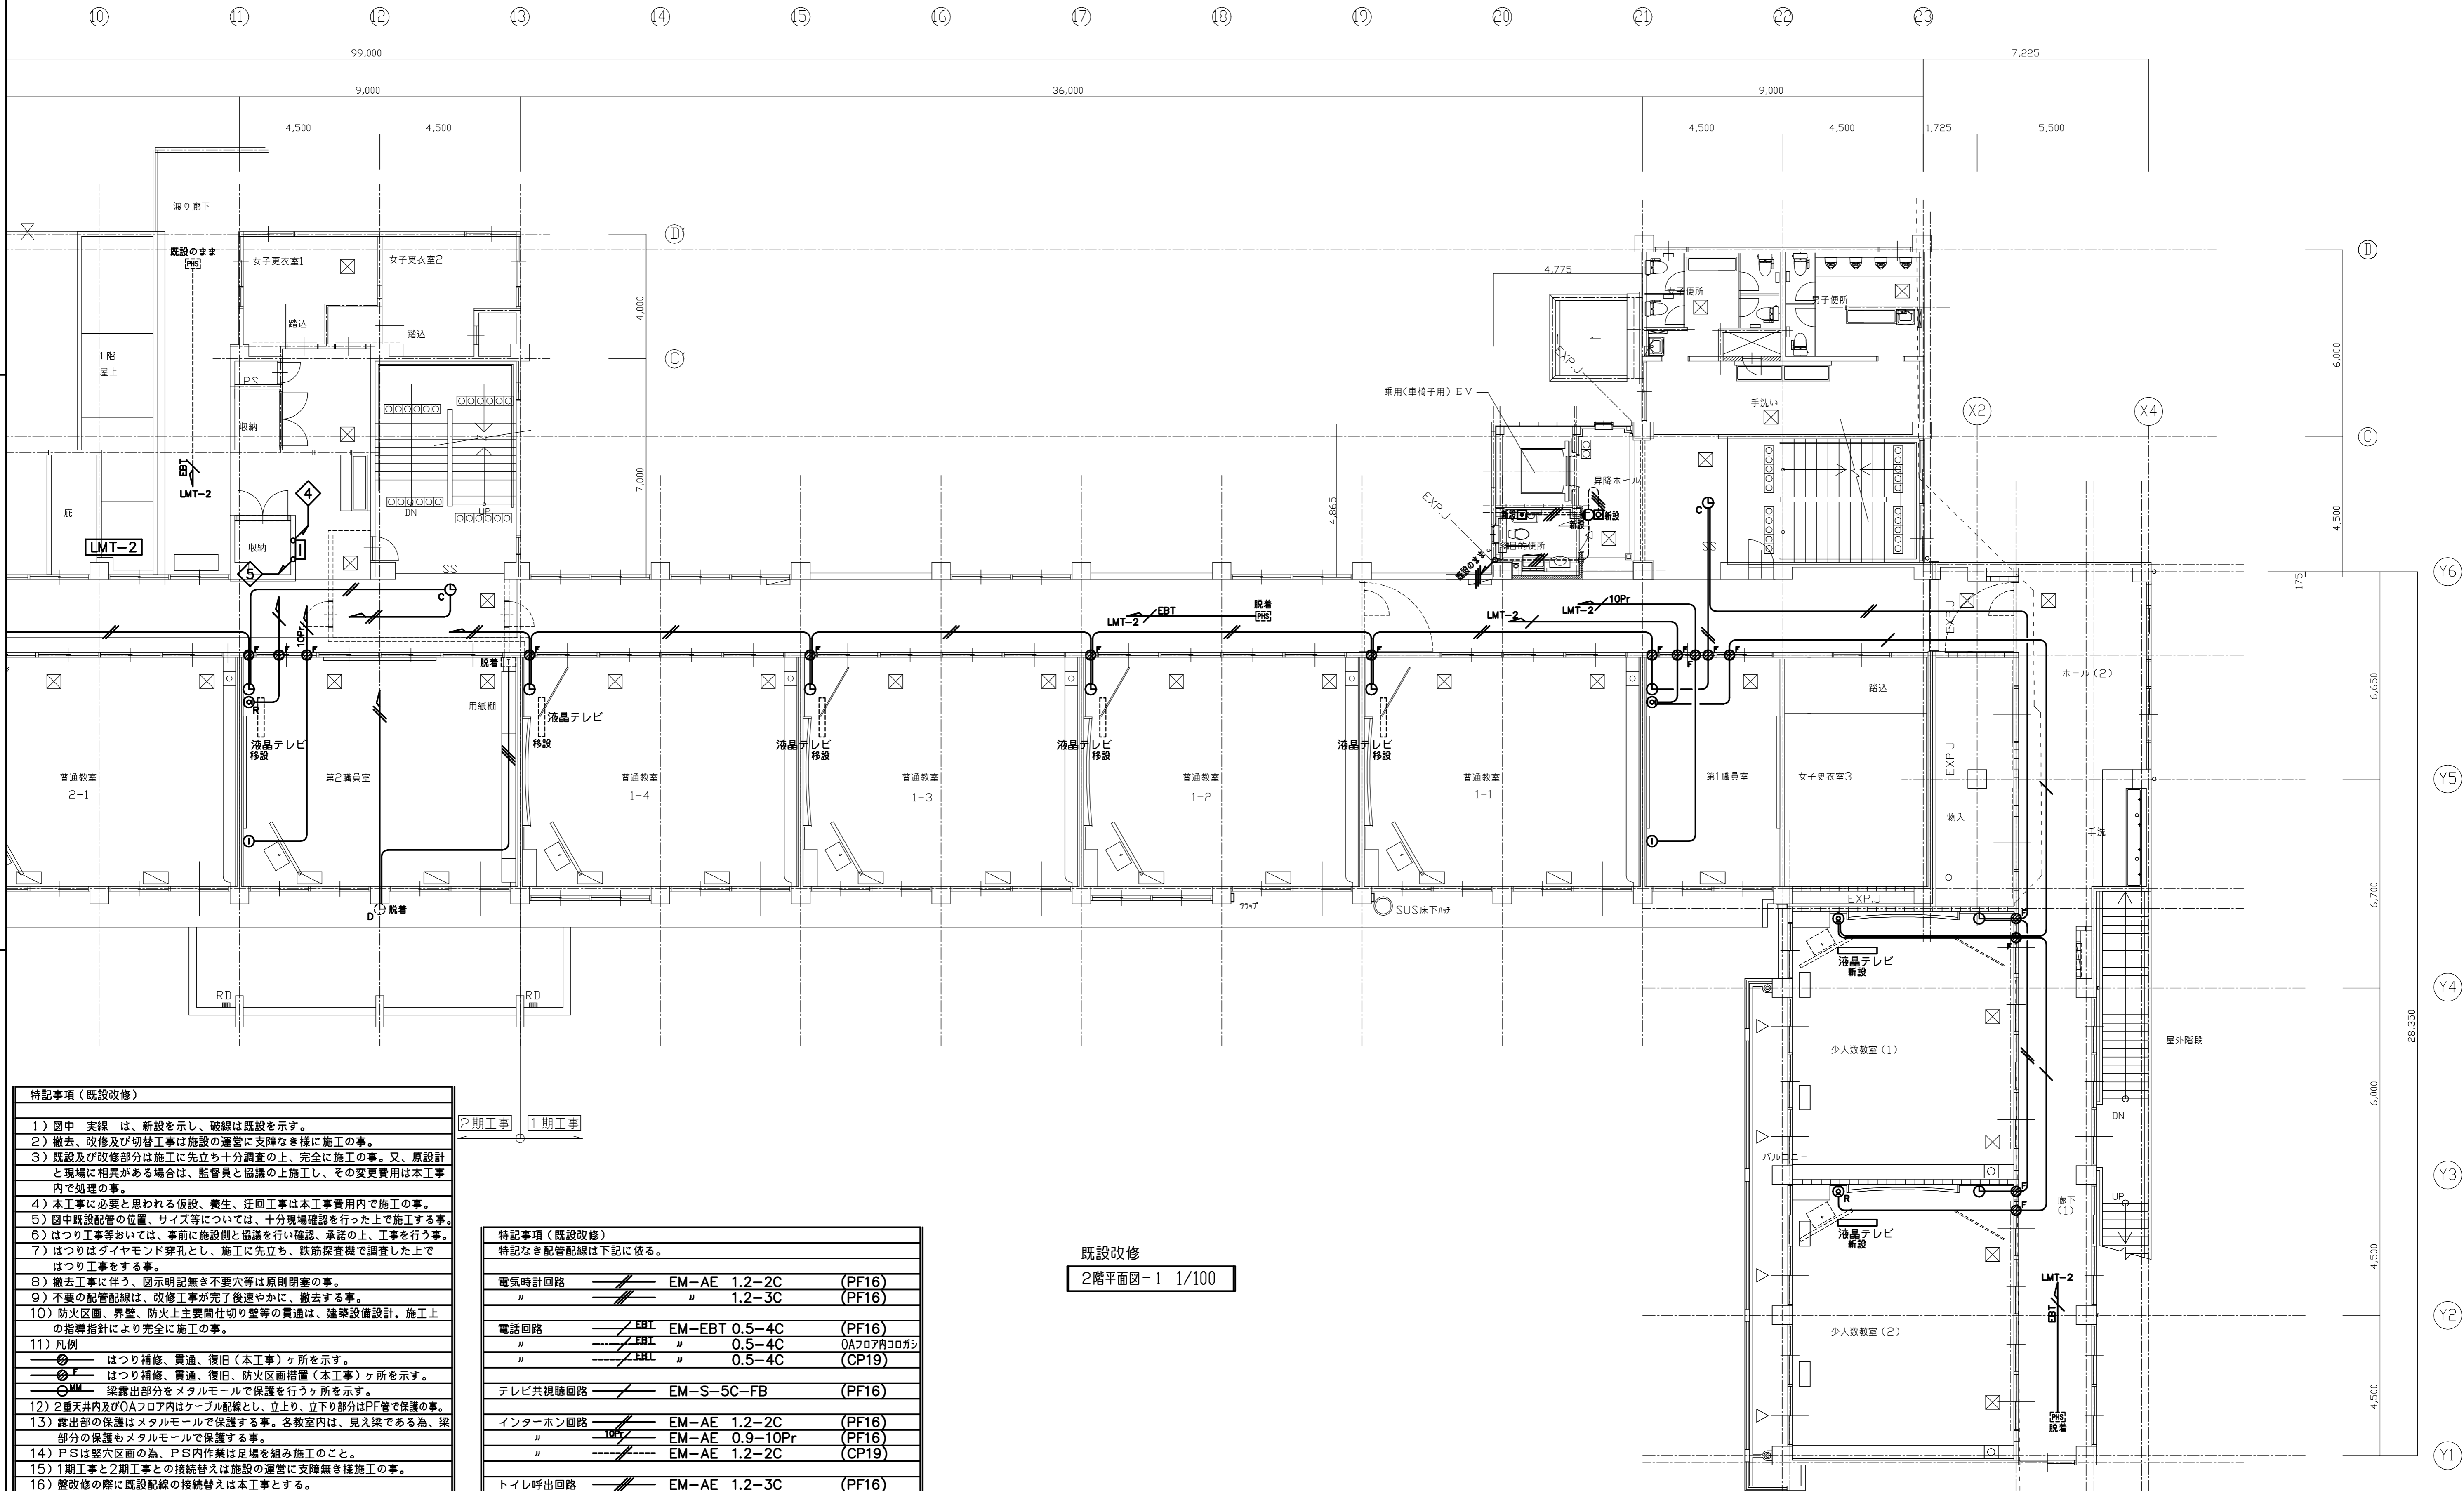 ⑩ ⑪ ⑫ ⑬ ⑭ ⑮ ⑯ ⑰ ⑱ ⑲ ⑳ ㉑ ㉒ ㉓
99,000
7,225
9,000
36,000
9,000
4,500
4,500
4,500
4,500
1,725
5,500
渡り廊下
既設のまま
PHS
女子更衣室1
女子更衣室2
D'
D
4,000
4,775
女子便所
男子便所
踏込
踏込
6,000
1階
屋上
C'
EXP.J
PS
乗用(車椅子用)EV
手洗い
X2
X4
収納
C
EBT
7,000
LMT-2
4
4,865
昇降ホール
C
DN
UP
EXP.J
4,500
庇
新設
新設
新設
LMT-2
収納
多目的便所
SS
5
SS
既設のまま
Y6
175
C
EBT
脱着
LMT-2
PHS
LMT-2
10Pr
LMT-2
EXP.J
10Pr
F
F
F
脱着
T
F
F
F
F
F
F
F
F
F
R
用紙棚
踏込
ホール(2)
6,650
液晶テレビ
移設
液晶テレビ
移設
液晶テレビ
移設
液晶テレビ
移設
液晶テレビ
移設
EXP.J
普通教室
2-1
第2職員室
普通教室
1-4
普通教室
1-3
普通教室
1-2
普通教室
1-1
第1職員室
女子更衣室3
Y5
物入
手洗
D
脱着
タラップ
SUS床下ハッチ
EXP.J
6,700
F
F
液晶テレビ
新設
RD
RD
Y4
28,350
少人数教室(1)
屋外階段
6,000
DN
2期工事
1期工事
バルコニー
Y3
F
R
F
廊下
(1)
UP
液晶テレビ
新設
4,500
LMT-2
EBT
Y2
少人数教室(2)
4,500
PHS
脱着
Y1
特記事項(既設改修)
1)図中 実線 は、新設を示し、破線は既設を示す。
2)撤去、改修及び切替工事は施設の運営に支障なき様に施工の事。
3)既設及び改修部分は施工に先立ち十分調査の上、完全に施工の事。又、原設計
と現場に相異がある場合は、監督員と協議の上施工し、その変更費用は本工事
内で処理の事。
4)本工事に必要と思われる仮設、養生、迂回工事は本工事費用内で施工の事。
5)図中既設配管の位置、サイズ等については、十分現場確認を行った上で施工する事。
6)はつり工事等おいては、事前に施設側と協議を行い確認、承諾の上、工事を行う事。
7)はつりはダイヤモンド穿孔とし、施工に先立ち、鉄筋探査機で調査した上で
はつり工事をする事。
8)撤去工事に伴う、図示明記無き不要穴等は原則閉塞の事。
9)不要の配管配線は、改修工事が完了後速やかに、撤去する事。
10)防火区画、界壁、防火上主要間仕切り壁等の貫通は、建築設備設計。施工上
の指導指針により完全に施工の事。
11)凡例
はつり補修、貫通、復旧(本工事)ヶ所を示す。
F はつり補修、貫通、復旧、防火区画措置(本工事)ヶ所を示す。
MM 梁露出部分をメタルモールで保護を行うヶ所を示す。
12)2重天井内及びOAフロア内はケーブル配線とし、立上り、立下り部分はPF管で保護の事。
13)露出部の保護はメタルモールで保護する事。各教室内は、見え梁である為、梁
部分の保護もメタルモールで保護する事。
14)PSは竪穴区画の為、PS内作業は足場を組み施工のこと。
15)1期工事と2期工事との接続替えは施設の運営に支障無き様施工の事。
16)盤改修の際に既設配線の接続替えは本工事とする。
特記事項(既設改修)
特記なき配管配線は下記に依る。
電気時計回路 EM-AE 1.2-2C (PF16)
〃 〃 1.2-3C (PF16)
電話回路 EBT EM-EBT 0.5-4C (PF16)
〃 EBT 〃 0.5-4C OAフロア内コロガシ
〃 EBT 〃 0.5-4C (CP19)
テレビ共視聴回路 EM-S-5C-FB (PF16)
インターホン回路 EM-AE 1.2-2C (PF16)
〃 10Pr EM-AE 0.9-10Pr (PF16)
〃 EM-AE 1.2-2C (CP19)
トイレ呼出回路 EM-AE 1.2-3C (PF16)
既設改修
2階平面図-1 1/100